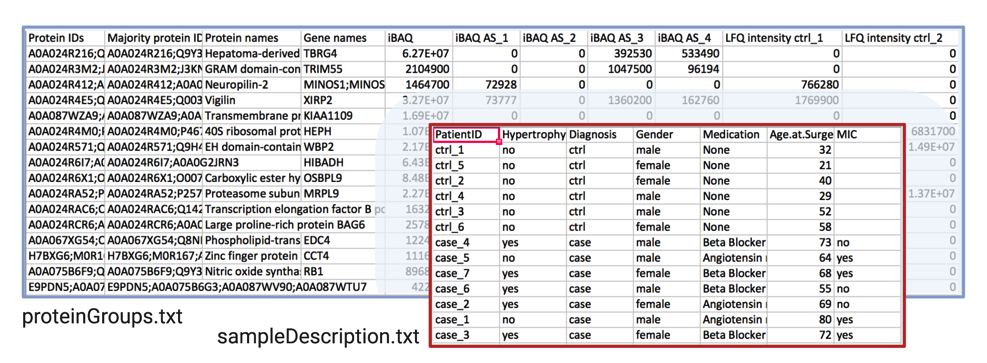 Protein IDs Majority protein ID Protein names Gene names iBAQ iBAQ AS_1 iBAQ AS_2 iBAQ AS_3 iBAQ AS_4 LFQ intensity ctrl_1 LFQ intensity ctrl_2
A0A024R216;Q A0A024R216;Q9Y3 Hepatoma-derived TBRG4 6.27E+07 0 0 392530 533490 0 0
A0A024R3M2;J A0A024R3M2;J3KN GRAM domain-con TRIM55 2104900 0 0 1047500 96194 0 0
A0A024R412;A A0A024R412;A0A0 Neuropilin-2 MINOS1;MINOS 1464700 72928 0 0 0 766280 0
A0A024R4E5;Q A0A024R4E5;Q003 Vigilin XIRP2 3.27E+07 73777 0 1360200 162760 1769900 0
A0A087WZA9;A A0A087WZA9;A0A Transmembrane pr KIAA1109 1.69E+07 0 0 0 0 0 0
A0A024R4M0;I A0A024R4M0;P46 40S ribosomal prot HEPH 1.07E 6831700
A0A024R571;Q A0A024R571;Q9H4 EH domain-contain WBP2 2.17E 1.49E+07
A0A024R6I7;A0 A0A024R6I7;A0A0G2JRN3 HIBADH 6.43E 0
A0A024R6X1;C A0A024R6X1;O007 Carboxylic ester hy OSBPL9 8.48E 0
A0A024RA52;P A0A024RA52;P257 Proteasome subun MRPL9 2.27E 1.37E+07
A0A024RAC6;C A0A024RAC6;Q142 Transcription elongation factor B po 1632 0
A0A024RCR6;A A0A024RCR6;A0A0 Large proline-rich protein BAG6 2578 0
A0A067XG54;C A0A067XG54;Q8NI Phospholipid-trans EDC4 1224 0
H7BXG6;M0R1 H7BXG6;M0R167;A Zinc finger protein CCT4 1116 0
A0A075B6F9;Q A0A075B6F9;Q9Y3 Nitric oxide syntha RB1 8968 0
E9PDN5;A0A07 E9PDN5;A0A075B6G3;A0A087WV90;A0A087WTU7 422 0
PatientID Hypertrophy Diagnosis Gender Medication Age.at.Surge MIC
ctrl_1 no ctrl male None 32
ctrl_5 no ctrl female None 21
ctrl_2 no ctrl female None 40
ctrl_4 no ctrl male None 29
ctrl_3 no ctrl male None 52
ctrl_6 no ctrl female None 58
case_4 yes case male Beta Blocker 73 no
case_5 no case male Angiotensin 64 yes
case_7 yes case female Beta Blocker 68 yes
case_6 yes case male Beta Blocker 55 no
case_2 yes case female Angiotensin 69 no
case_1 no case male Angiotensin 80 yes
case_3 yes case female Beta Blocker 72 yes
proteinGroups.txt
sampleDescription.txt